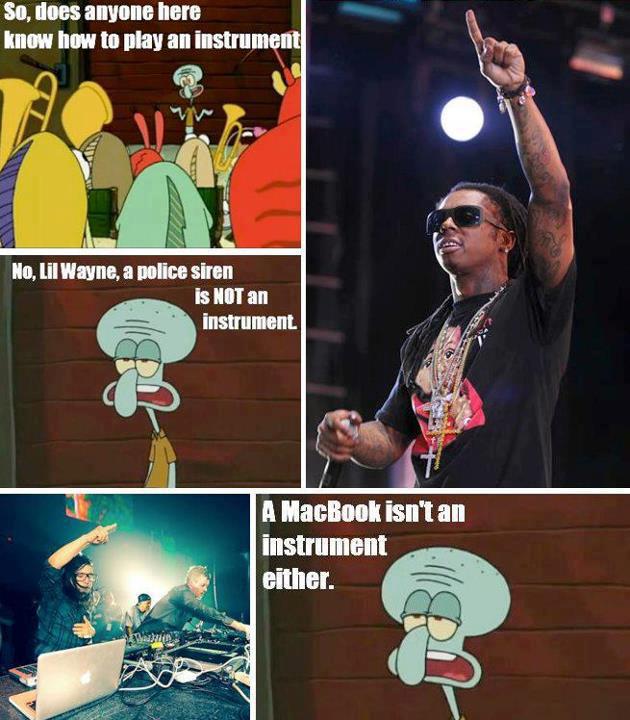 So, does anyone here
know how to play an instrument
No, Lil Wayne, a police siren
is NOT an
instrument.
A MacBook isn't an
instrument
either.